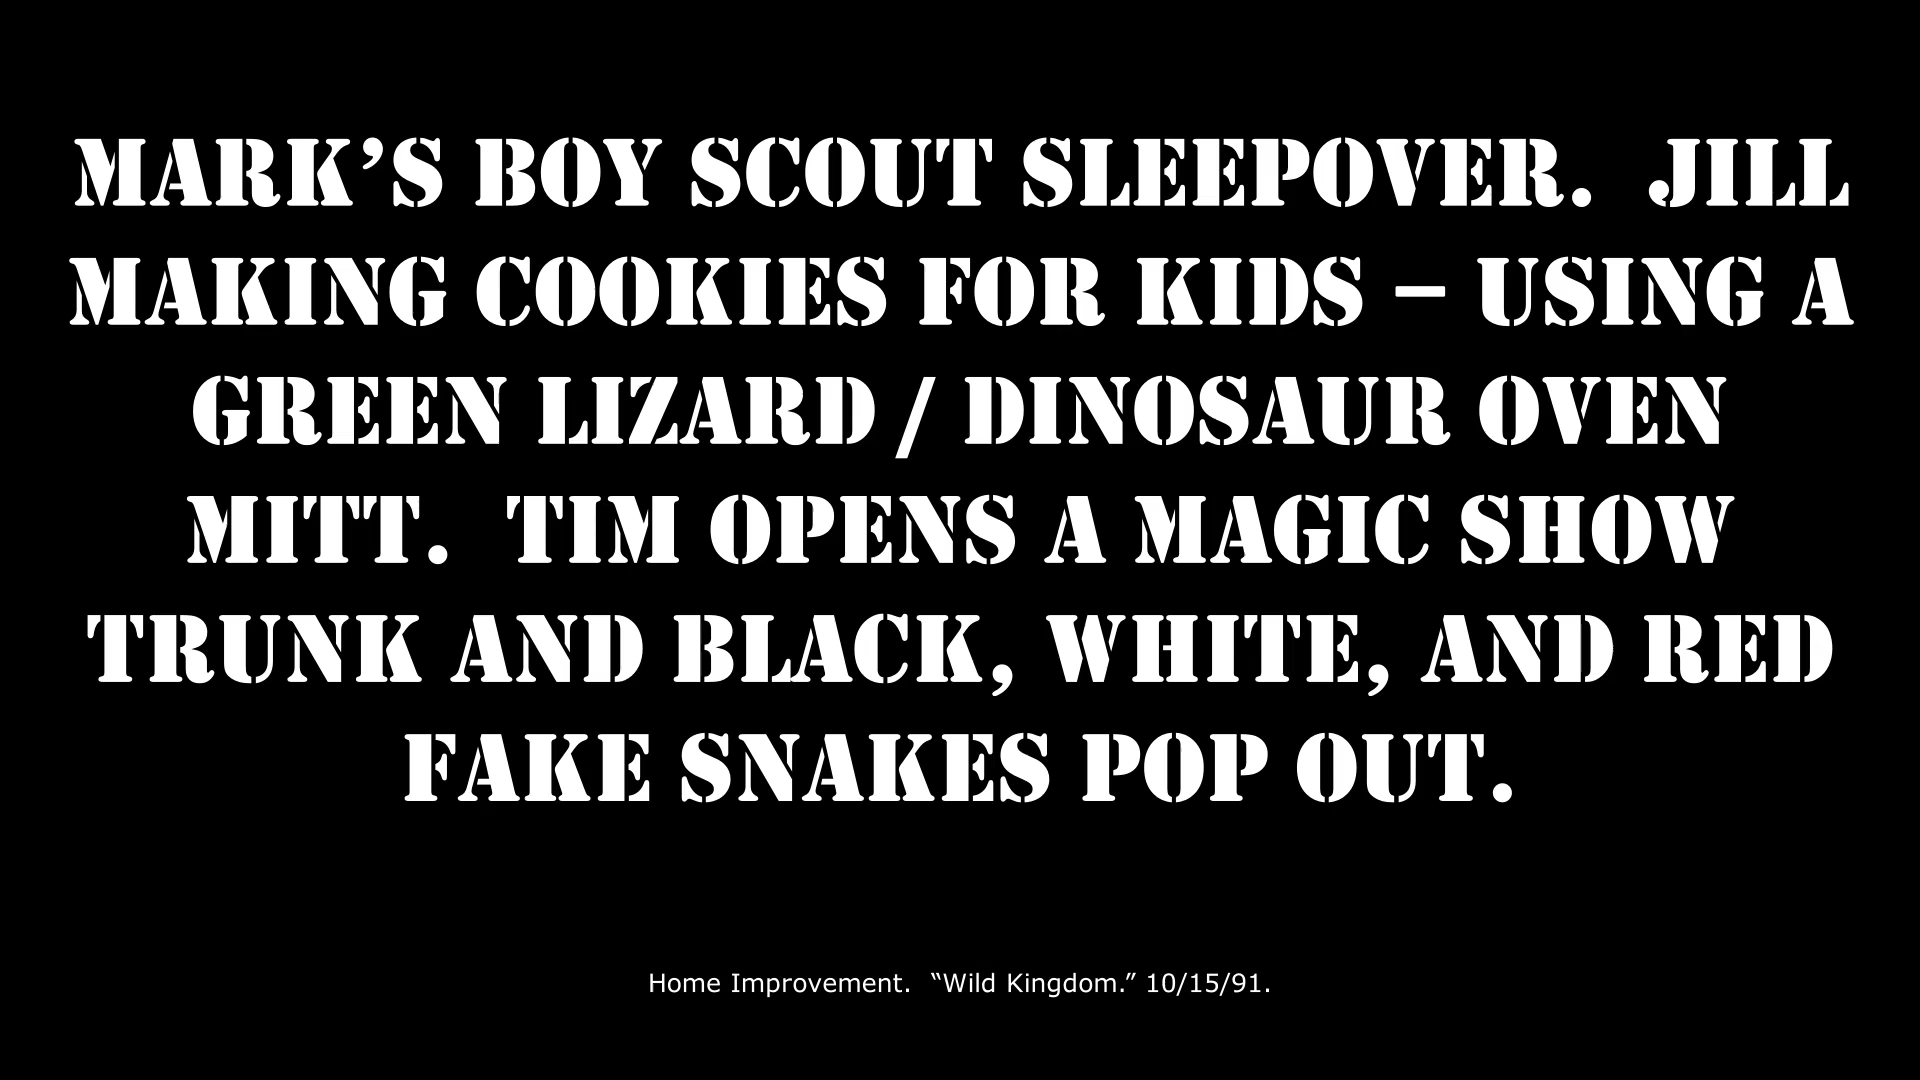 MARK’S BOY SCOUT SLEEPOVER.  JILL
MAKING COOKIES FOR KIDS – USING A
GREEN LIZARD / DINOSAUR OVEN
MITT.  TIM OPENS A MAGIC SHOW
TRUNK AND BLACK, WHITE, AND RED
FAKE SNAKES POP OUT.
Home Improvement.  “Wild Kingdom.” 10/15/91.